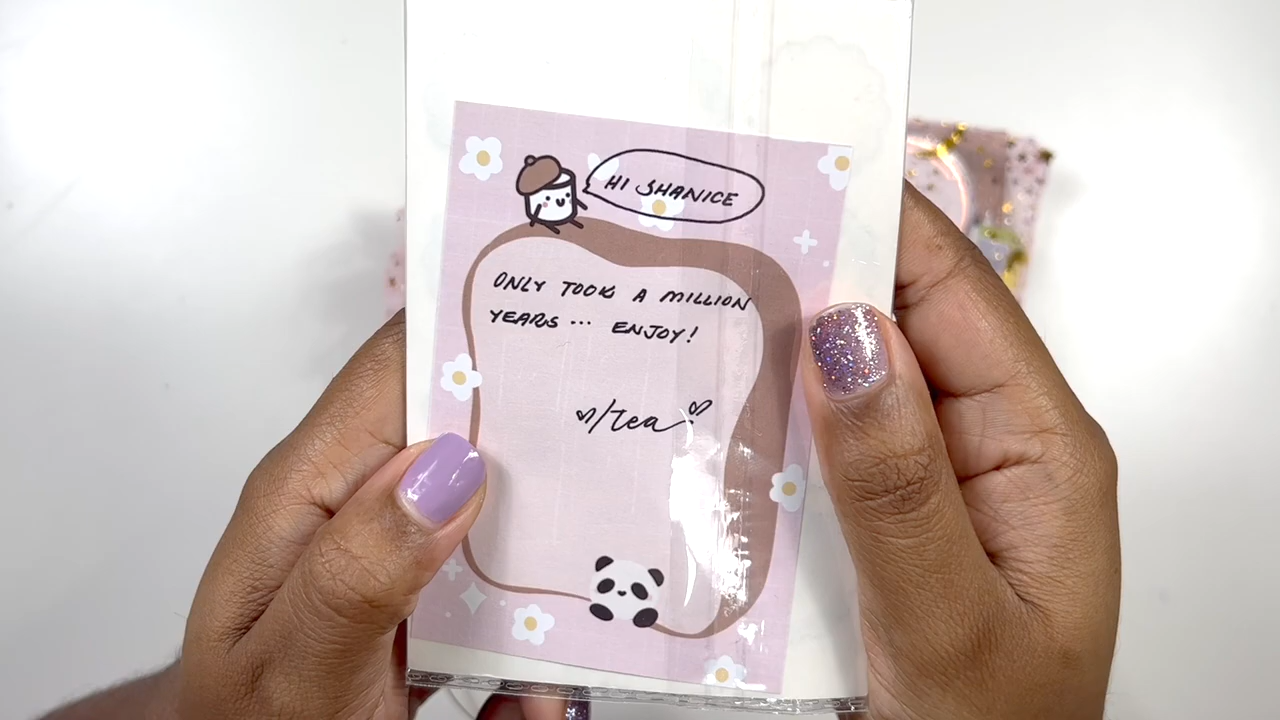 HI SHANICE
ONLY TOOK A MILLION
YEARS ... ENJOY!
♡/Tea ♡